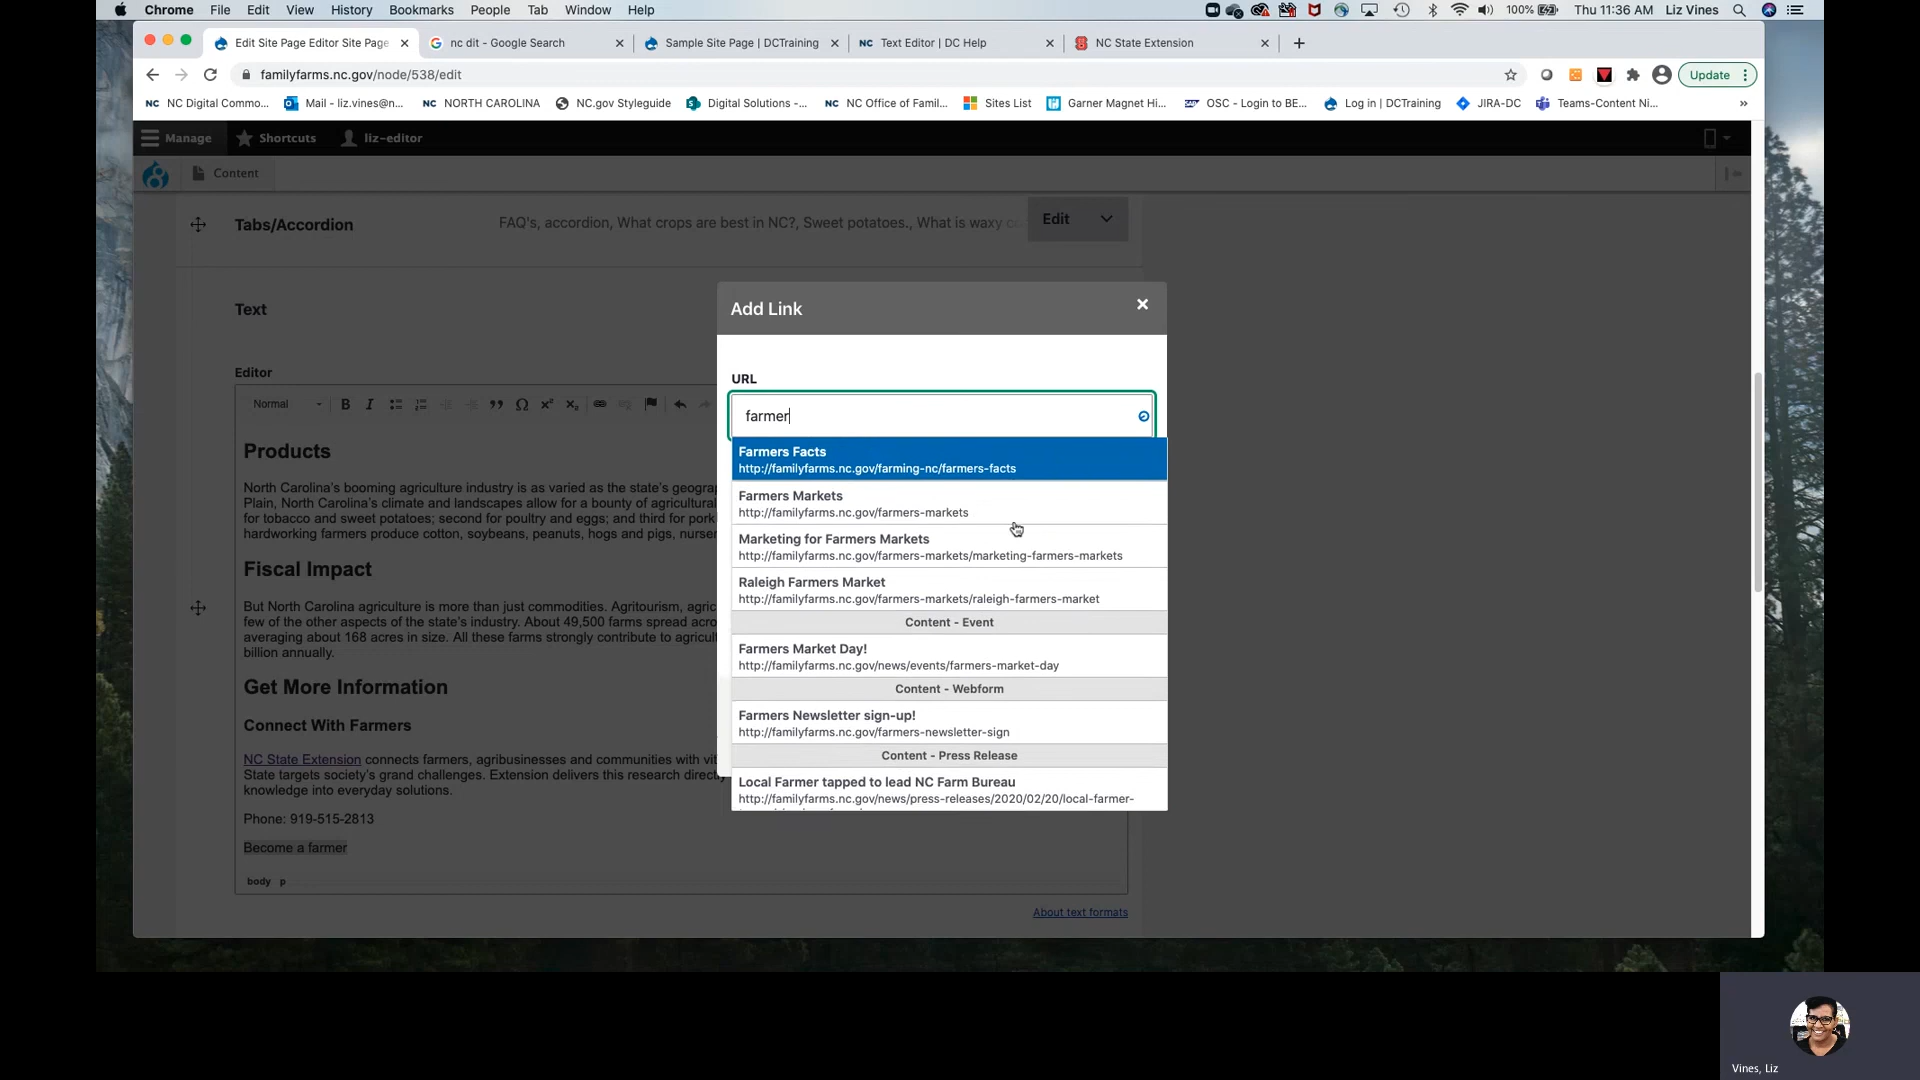 Chrome File Edit View History Bookmarks People Tab Window Help 100% Thu 11:36 AM Liz Vines
Edit Site Page Editor Site Page nc dit - Google Search Sample Site Page | DCTraining NC Text Editor | DC Help NC State Extension
familyfarms.nc.gov/node/538/edit Update
NC NC Digital Commo... Mail - liz.vines@n... NC NORTH CAROLINA NC.gov Styleguide Digital Solutions -... NC NC Office of Famil... Sites List Garner Magnet Hi... SAP OSC - Login to BE... Log in | DCTraining JIRA-DC Teams-Content Ni... »
Manage Shortcuts liz-editor
Content
Tabs/Accordion FAQ's, accordion, What crops are best in NC?, Sweet potatoes., What is waxy Edit
Text
Add Link
URL
farmer
Farmers Facts
http://familyfarms.nc.gov/farming-nc/farmers-facts
Farmers Markets
http://familyfarms.nc.gov/farmers-markets
Marketing for Farmers Markets
http://familyfarms.nc.gov/farmers-markets/marketing-farmers-markets
Raleigh Farmers Market
http://familyfarms.nc.gov/farmers-markets/raleigh-farmers-market
Content - Event
Farmers Market Day!
http://familyfarms.nc.gov/news/events/farmers-market-day
Content - Webform
Farmers Newsletter sign-up!
http://familyfarms.nc.gov/farmers-newsletter-sign
Content - Press Release
Local Farmer tapped to lead NC Farm Bureau
http://familyfarms.nc.gov/news/press-releases/2020/02/20/local-farmer-
Editor
Normal B I
Products
North Carolina's booming agriculture industry is as varied as the state's
Plain, North Carolina's climate and landscapes allow for a bounty of agricultural
for tobacco and sweet potatoes; second for poultry and eggs; and third for pork
hardworking farmers produce cotton, soybeans, peanuts, hogs and pigs,
Fiscal Impact
But North Carolina agriculture is more than just commodities. Agritourism,
few of the other aspects of the state's industry. About 49,500 farms spread
averaging about 168 acres in size. All these farms strongly contribute to
billion annually.
Get More Information
Connect With Farmers
NC State Extension connects farmers, agribusinesses and communities with
State targets society's grand challenges. Extension delivers this research
knowledge into everyday solutions.
Phone: 919-515-2813
Become a farmer
body p
About text formats
Vines, Liz